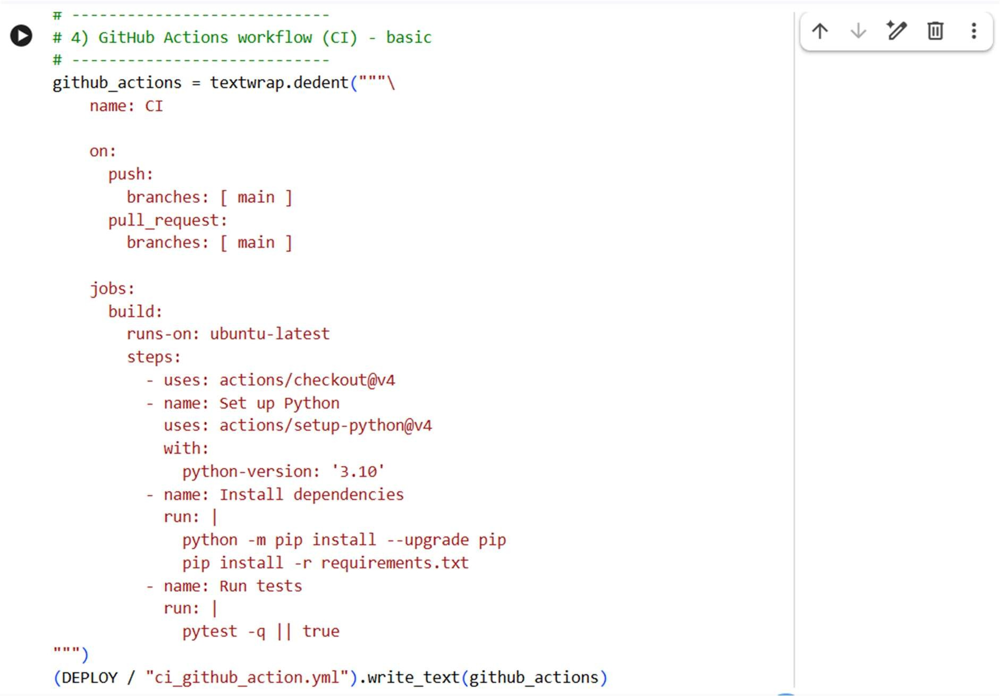 # ----------------------------
# 4) GitHub Actions workflow (CI) - basic
# ----------------------------
github_actions = textwrap.dedent("""\
    name: CI

    on:
      push:
        branches: [ main ]
      pull_request:
        branches: [ main ]

    jobs:
      build:
        runs-on: ubuntu-latest
        steps:
          - uses: actions/checkout@v4
          - name: Set up Python
            uses: actions/setup-python@v4
            with:
              python-version: '3.10'
          - name: Install dependencies
            run: |
              python -m pip install --upgrade pip
              pip install -r requirements.txt
          - name: Run tests
            run: |
              pytest -q || true
""")
(DEPLOY / "ci_github_action.yml").write_text(github_actions)